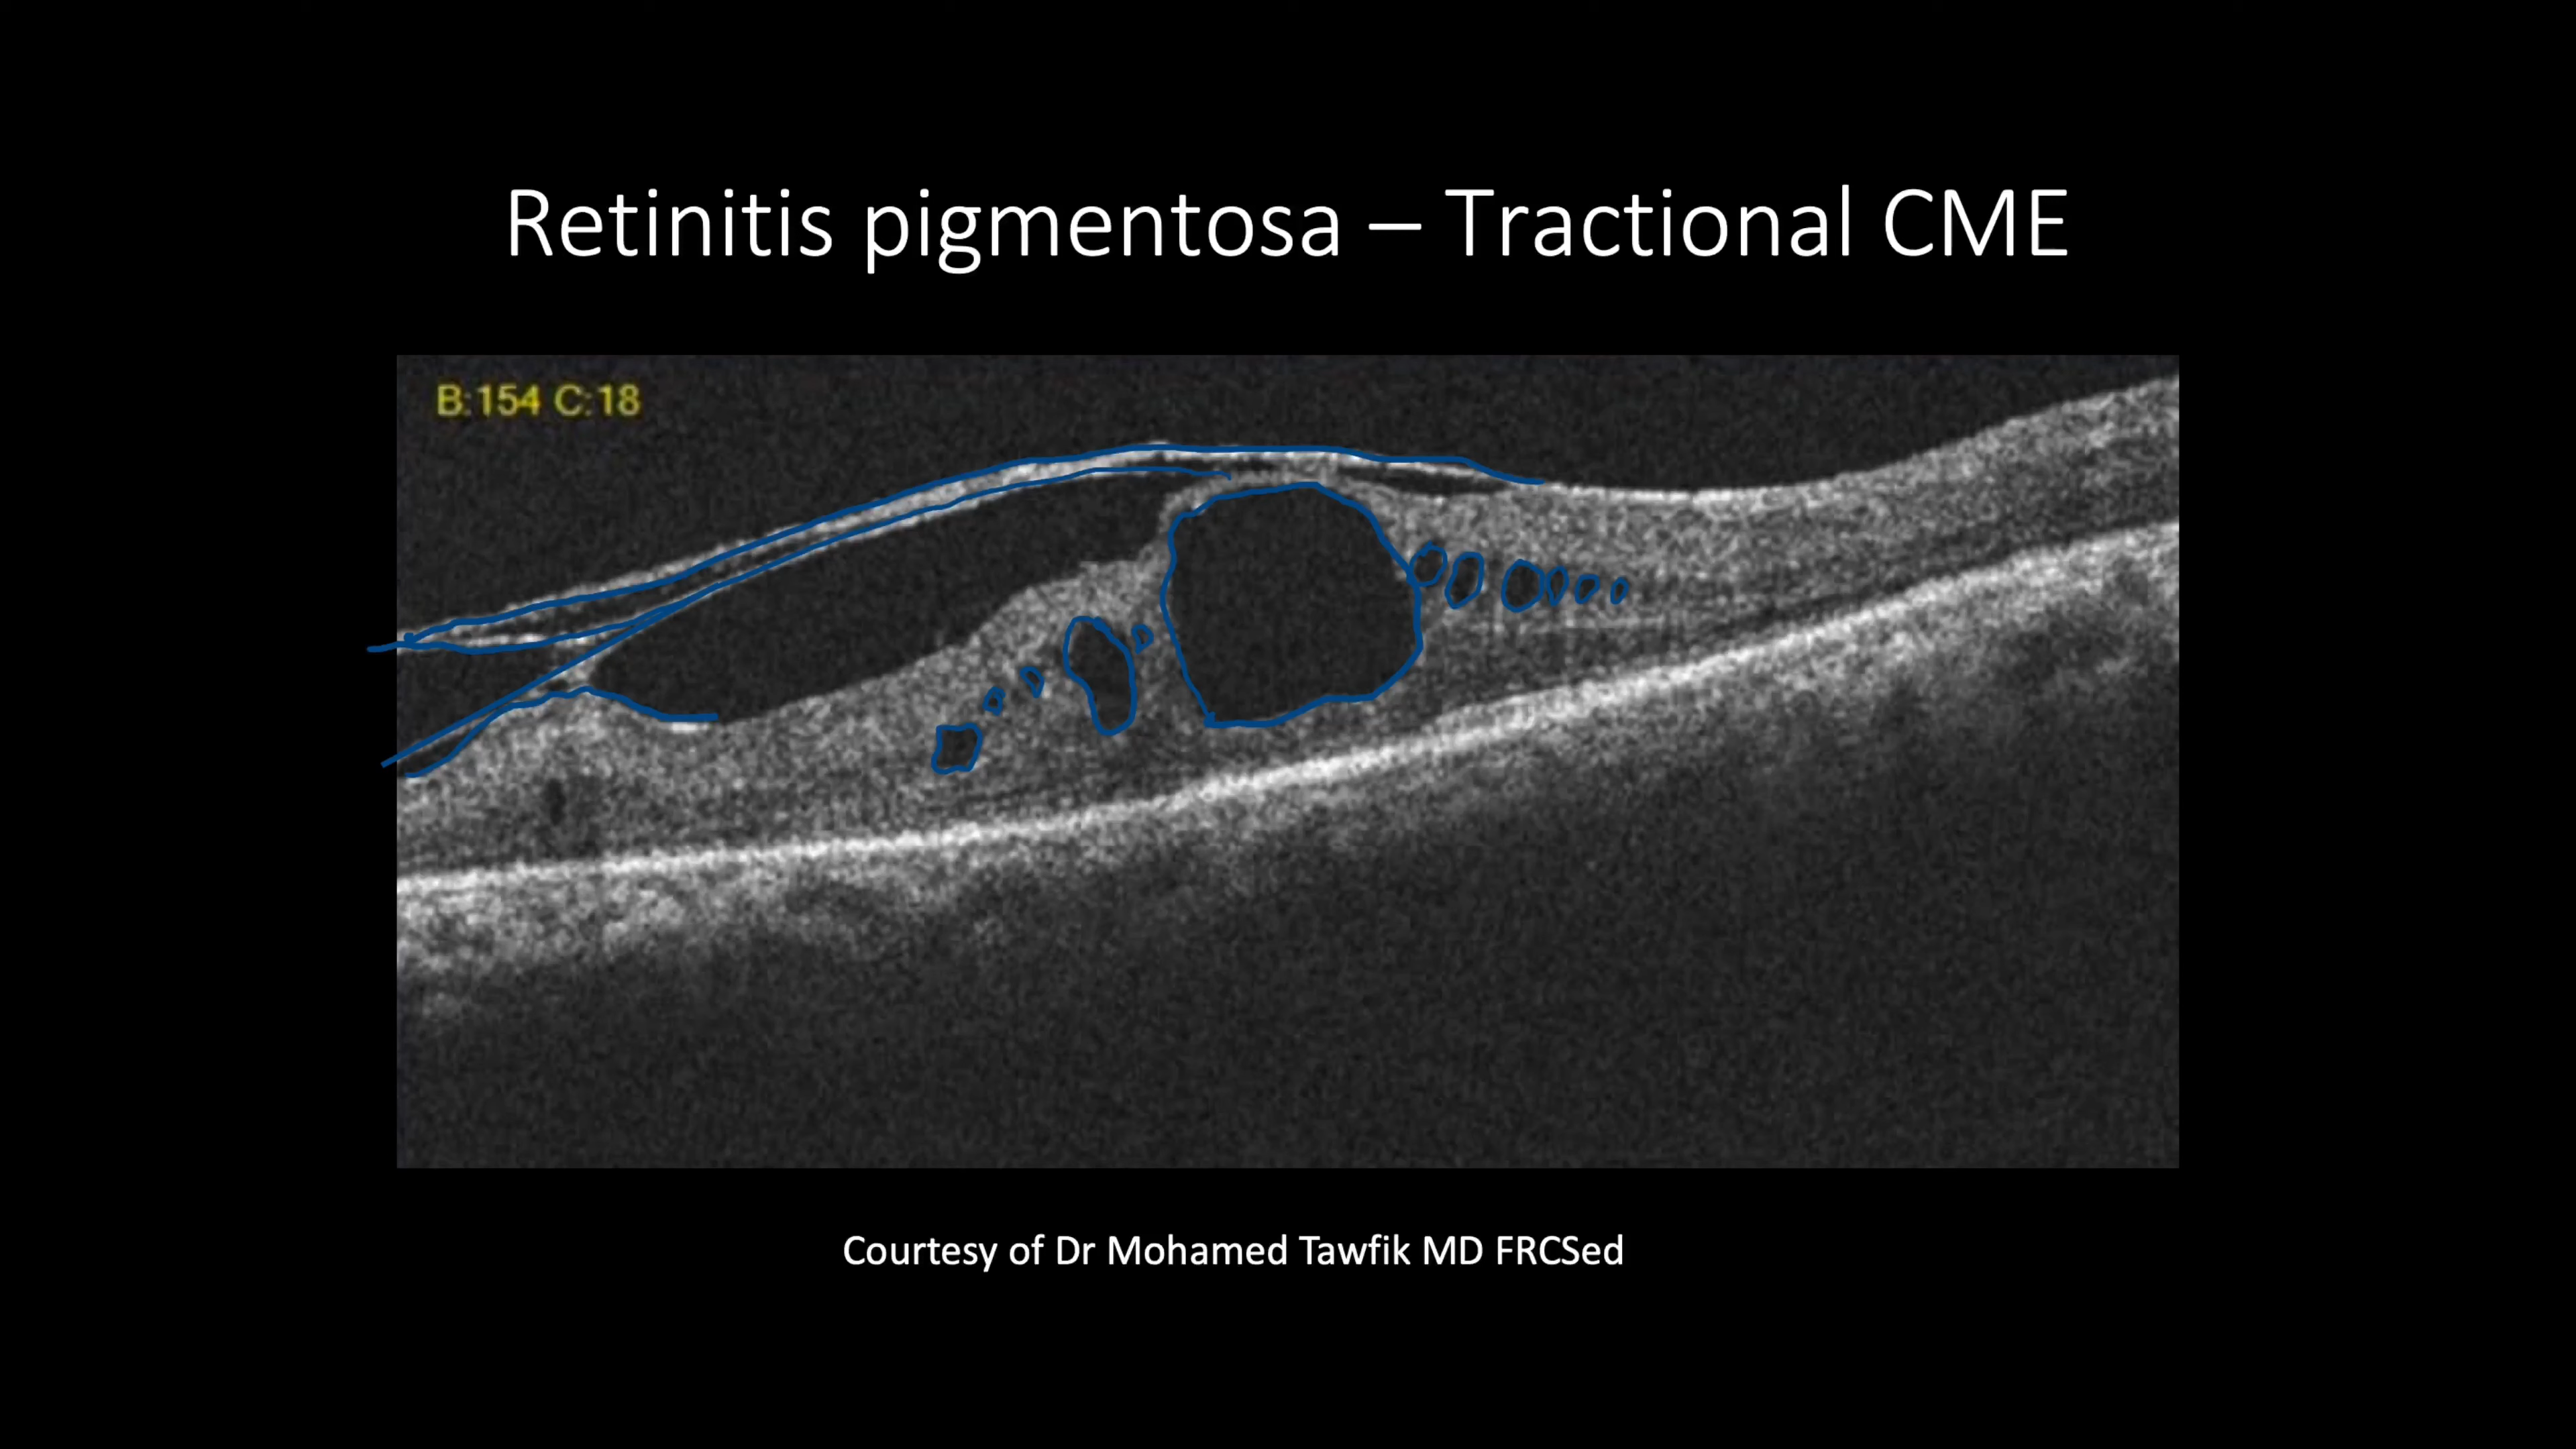 Retinitis pigmentosa – Tractional CME
B:154 C:18
Courtesy of Dr Mohamed Tawfik MD FRCSed